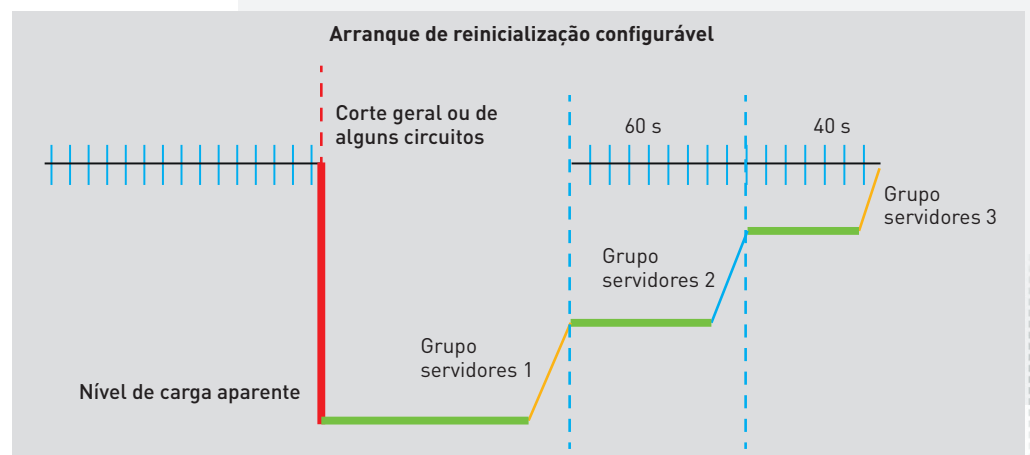 Arranque de reinicialização configurável
Corte geral ou de
alguns circuitos
60 s
40 s
Grupo
servidores 3
Grupo
servidores 2
Grupo
servidores 1
Nível de carga aparente